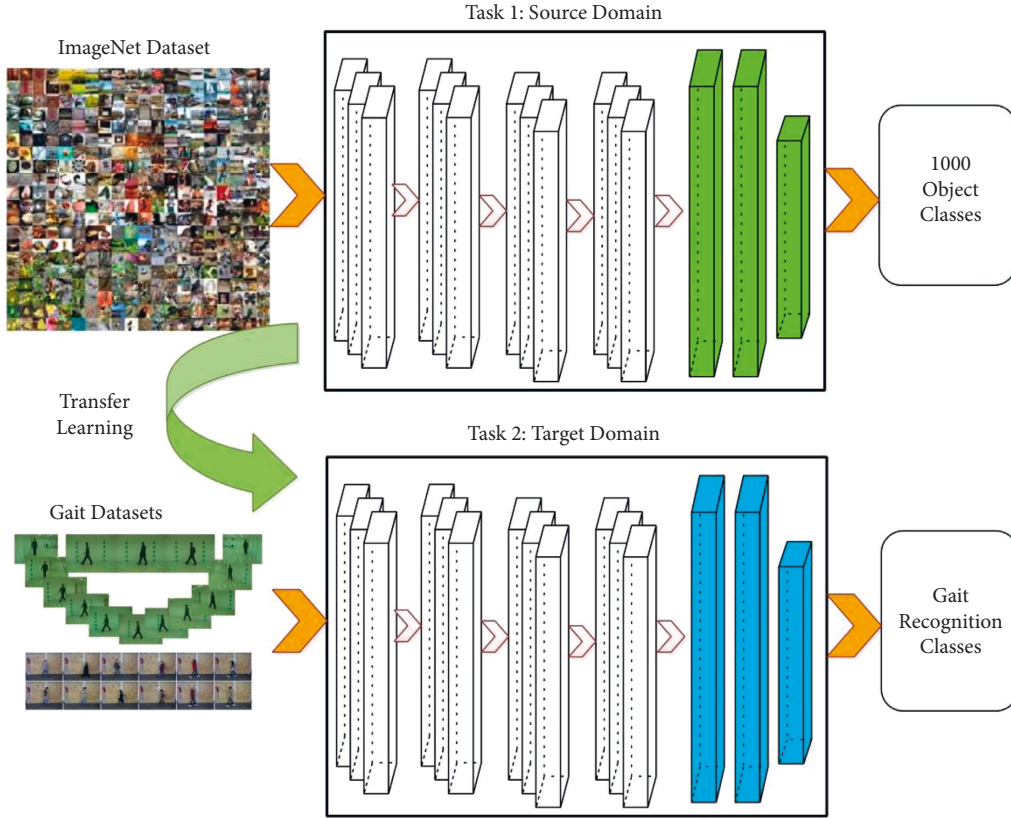 Task 1: Source Domain
ImageNet Dataset
1000
Object
Classes
Transfer
Learning
Task 2: Target Domain
Gait Datasets
Gait
Recognition
Classes